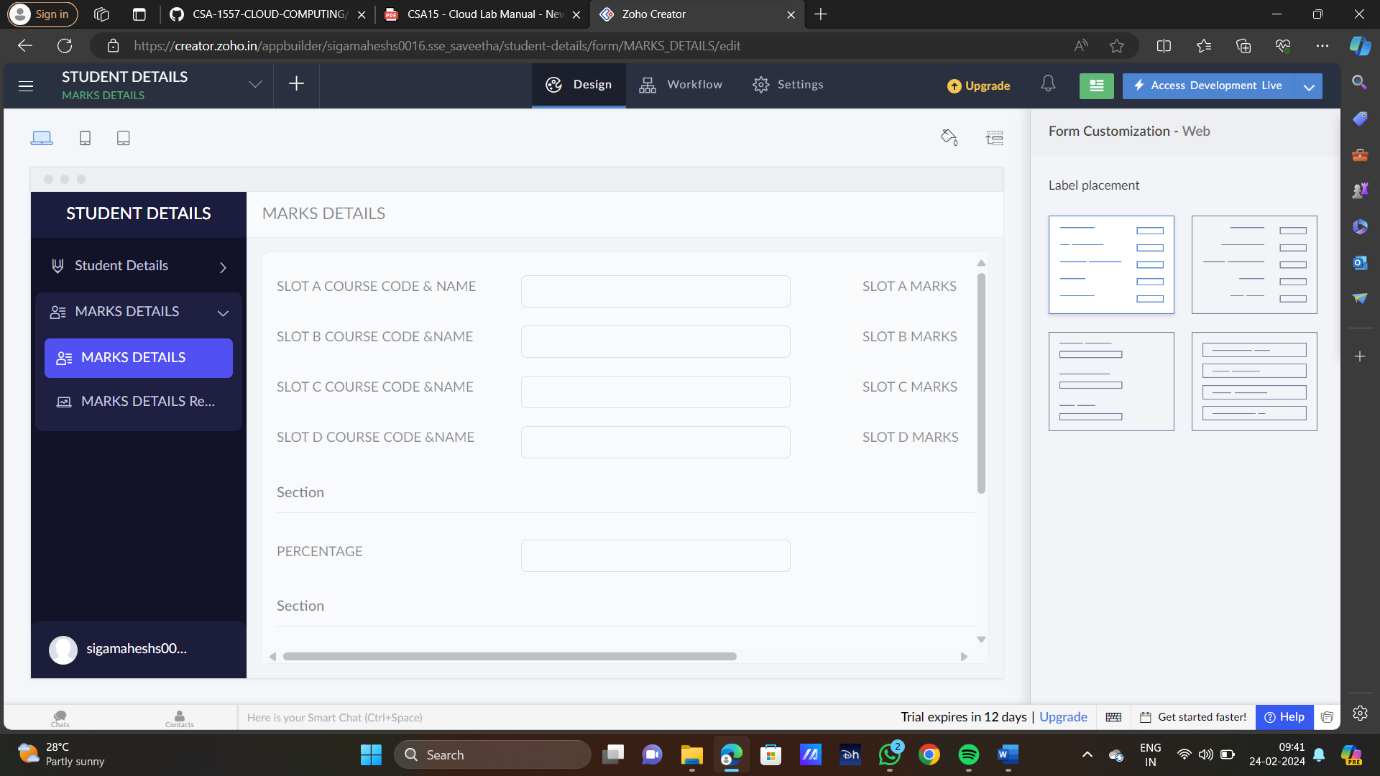 Sign in
CSA-1557-CLOUD-COMPUTING/
CSA15 - Cloud Lab Manual - Nev
Zoho Creator
https://creator.zoho.in/appbuilder/sigamaheshs0016.sse_saveetha/student-details/form/MARKS_DETAILS/edit
STUDENT DETAILS
MARKS DETAILS
Design
Workflow
Settings
Upgrade
Access Development Live
Form Customization - Web
Label placement
STUDENT DETAILS
Student Details
MARKS DETAILS
MARKS DETAILS
MARKS DETAILS Re...
sigamaheshs00...
MARKS DETAILS
SLOT A COURSE CODE & NAME SLOT A MARKS
SLOT B COURSE CODE &NAME SLOT B MARKS
SLOT C COURSE CODE &NAME SLOT C MARKS
SLOT D COURSE CODE &NAME SLOT D MARKS
Section
PERCENTAGE
Section
Chats
Contacts
Here is your Smart Chat (Ctrl+Space)
Trial expires in 12 days | Upgrade
Get started faster!
Help
28°C
Partly sunny
Search
2
ENG
IN
09:41
24-02-2024
PRE